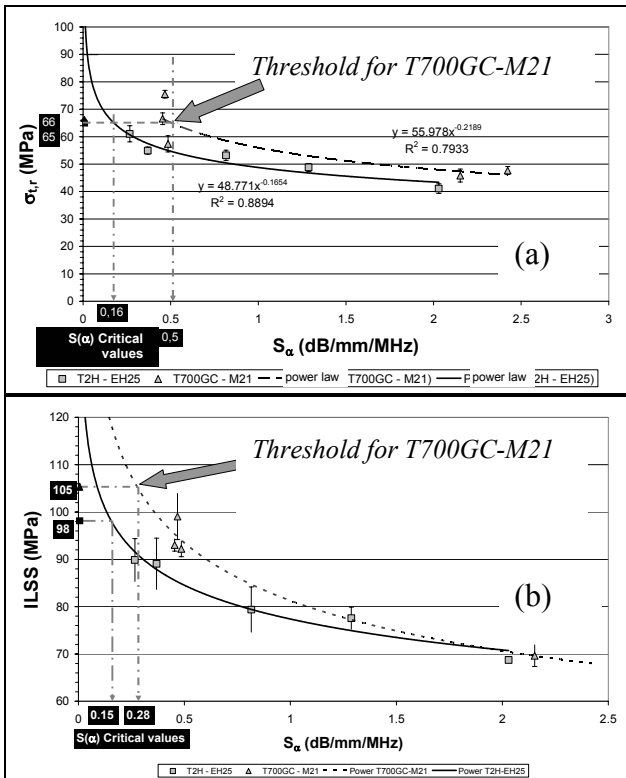 100
90
80
70
66
65
60
50
40
30
20
10
0
σt,r (MPa)
Threshold for T700GC-M21
y = 55.978x-0.2189
R2 = 0.7933
y = 48.771x-0.1654
R2 = 0.8894
(a)
0 0.5 1 1.5 2 2.5 3
0,16
0,5
S(α) Critical values
Sα (dB/mm/MHz)
T2H - EH25 T700GC - M21 power law T700GC - M21) P power law 2H - EH25)
120
110
105
100
98
90
80
70
60
ILSS (MPa)
Threshold for T700GC-M21
(b)
0.5 1 1.5 2 2.5
0.15 0.28
S(α) Critical values
Sα (dB/mm/MHz)
T2H - EH25 T700GC - M21 Power T700GC-M21 Power T2H-EH25